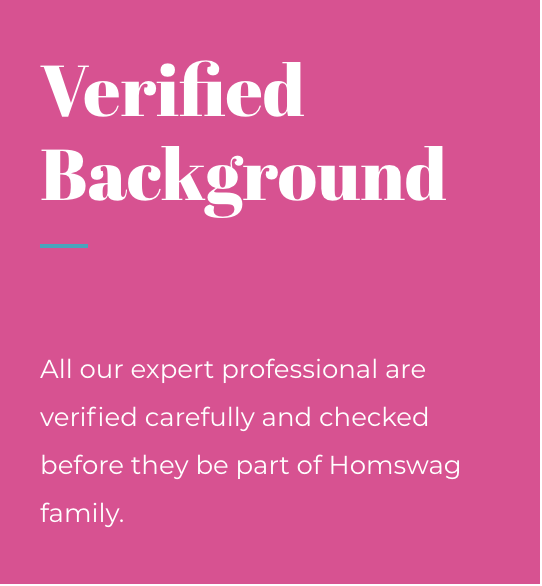 Verified
Background
All our expert professional are
verified carefully and checked
before they be part of Homswag
family.